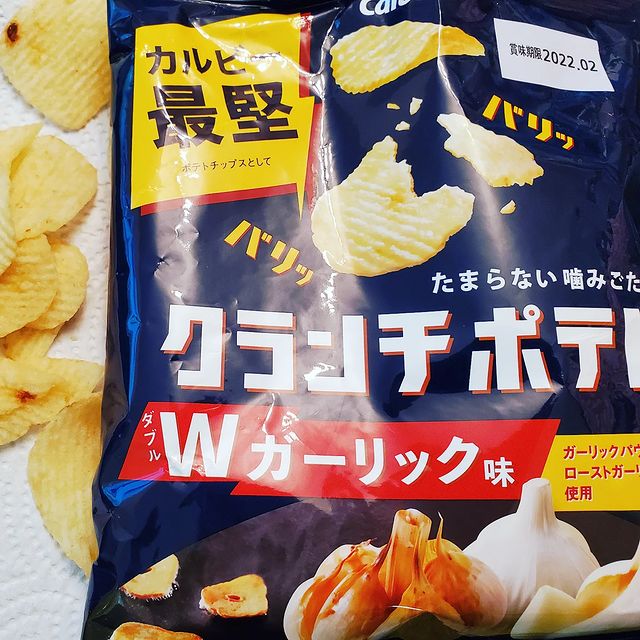 Cal
賞味期限 2022.02
カルビー
最堅
ポテトチップスとして
バリッ
バリッ
たまらない 噛みごた
クランチ ポテト
ダブル
Wガーリック味
ガーリックパウ
ローストガーリ
使用